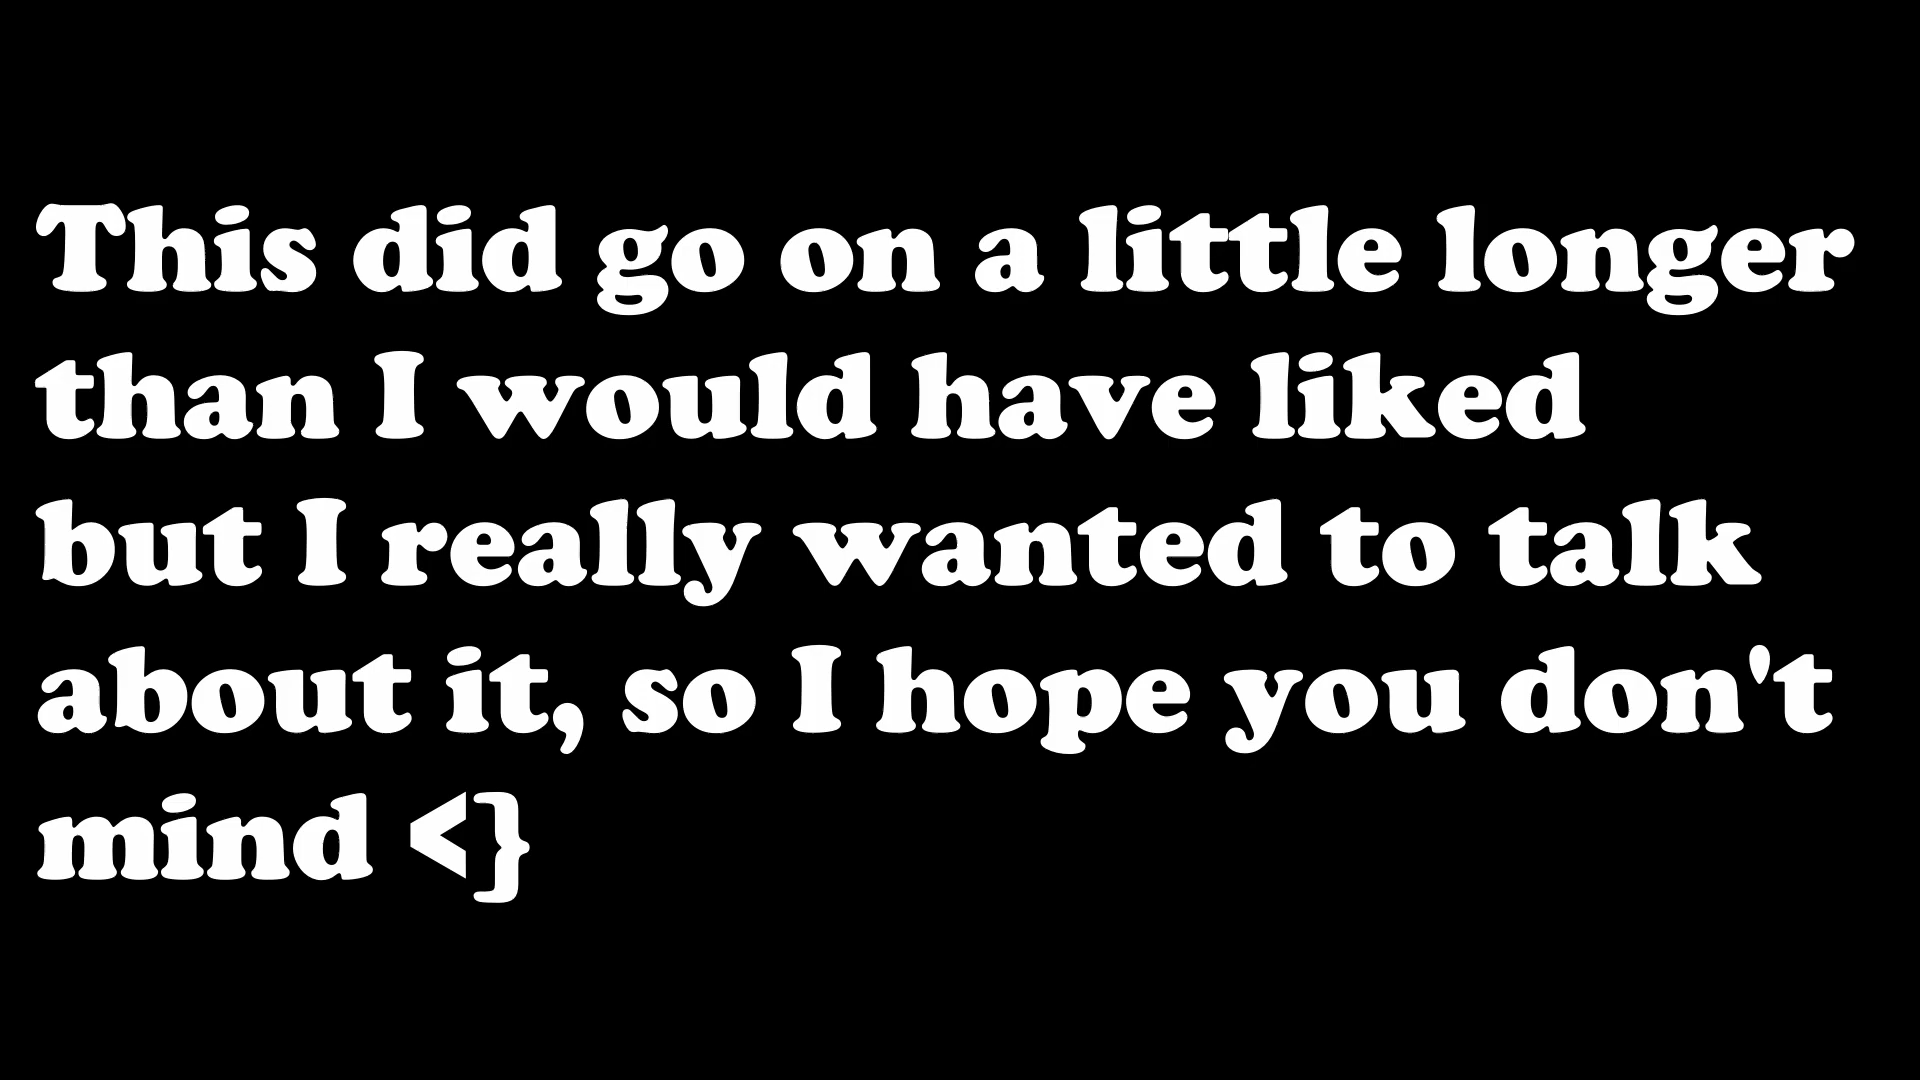 This did go on a little longer
than I would have liked
but I really wanted to talk
about it, so I hope you don't
mind <}